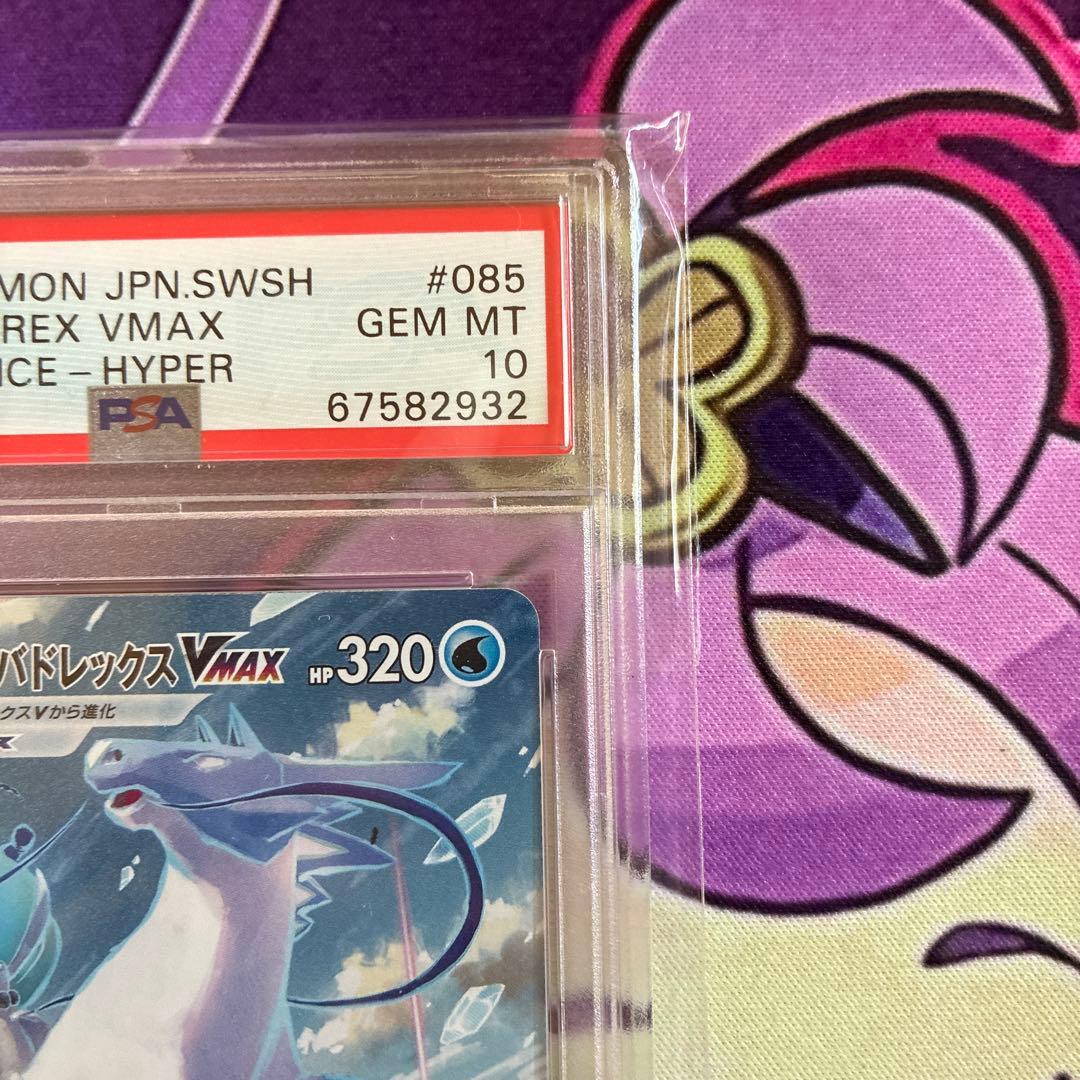 MON JPN.SWSH #085
REX VMAX GEM MT
ICE-HYPER 10
PSA 67582932
バドレックスVMAX HP320
クスVから進化